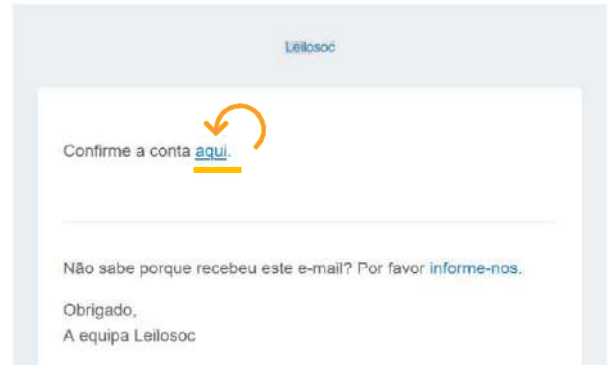 Leilosoc
Confirme a conta aqui.
Não sabe porque recebeu este e-mail? Por favor informe-nos.
Obrigado,
A equipa Leilosoc